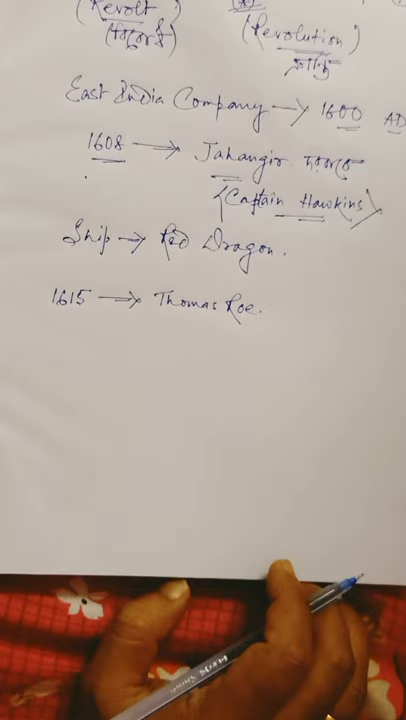 (Revolt
(বিদ্রোহ)
(Revolution)
East India Company → 1600 AD
1608 → Jahangir
{Captain Hawkins}
Ship → Red Dragon.
1615 → Thomas Roe.